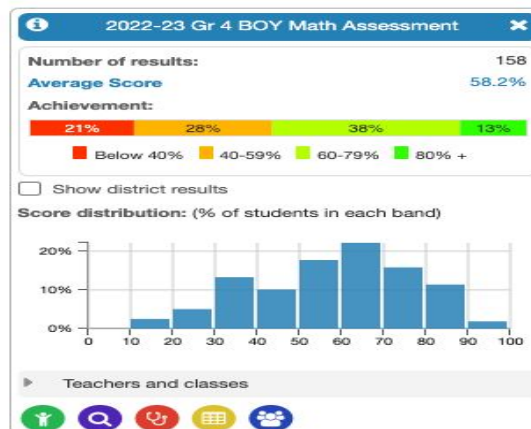 2022-23 Gr 4 BOY Math Assessment
Number of results: 158
Average Score 58.2%
Achievement:
21% 28% 38% 13%
Below 40% 40-59% 60-79% 80% +
Show district results
Score distribution: (% of students in each band)
20%
10%
0%
0 10 20 30 40 50 60 70 80 90 100
Teachers and classes